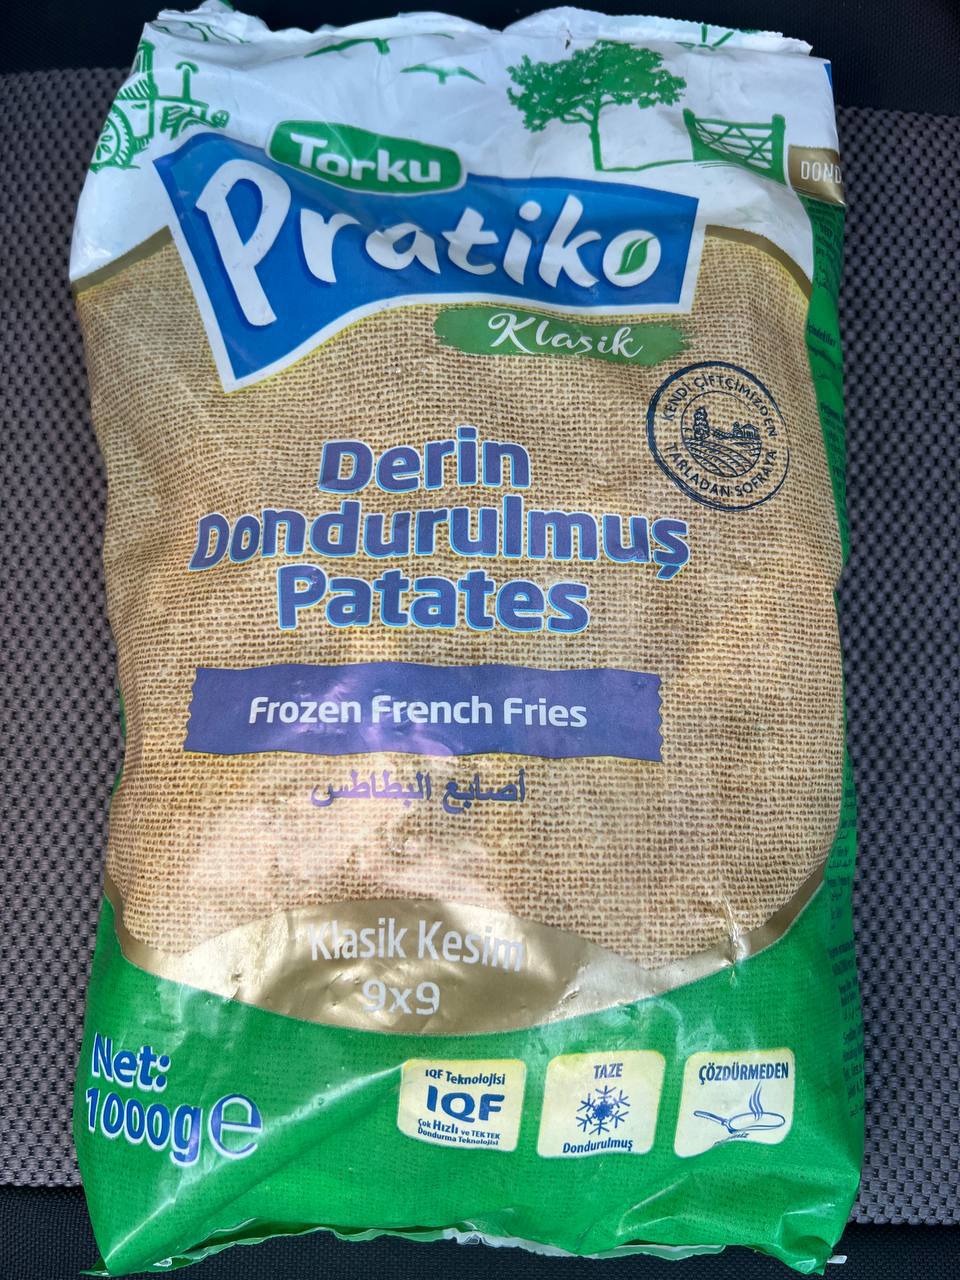 Torku
Pratiko
Klasik
DOND
KENDİ ÇİFTÇİMİZDEN
TARLADAN SOFRAYA
Derin
Dondurulmuş
Patates
Frozen French Fries
أصابع البطاطس
Klasik Kesim
9x9
Net:
1000g e
IQF Teknolojisi
IQF
Çok Hızlı ve TEK TEK
Dondurma Teknolojisi
TAZE
Dondurulmuş
ÇÖZDÜRMEDEN